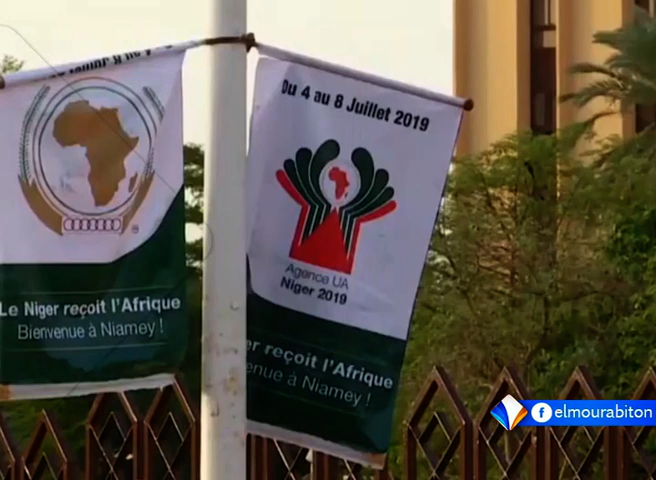 Le Niger reçoit l'Afrique
Bienvenue à Niamey !
Du 4 au 8 Juillet 2019
Agence UA
Niger 2019
reçoit l'Afrique
à Niamey !
elmourabiton